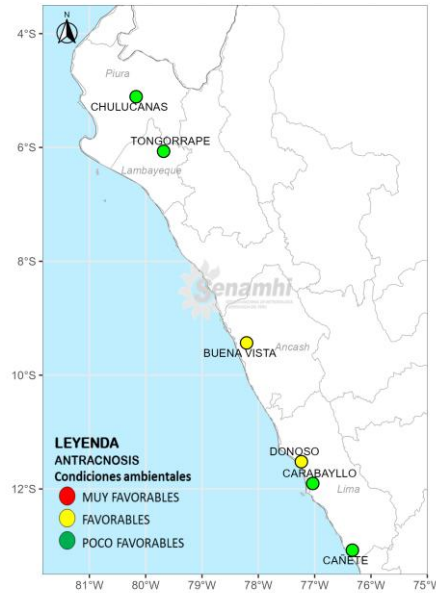 N
4°S
Piura
CHULUCANAS
TONGORRAPE
6°S
Lambayeque
8°S
Senamhi
Ancash
BUENA VISTA
10°S
DONOSO
CARABAYLLO
Lima
12°S
CAÑETE
LEYENDA
ANTRACNOSIS
Condiciones ambientales
MUY FAVORABLES
FAVORABLES
POCO FAVORABLES
81°W 80°W 79°W 78°W 77°W 76°W 75°W